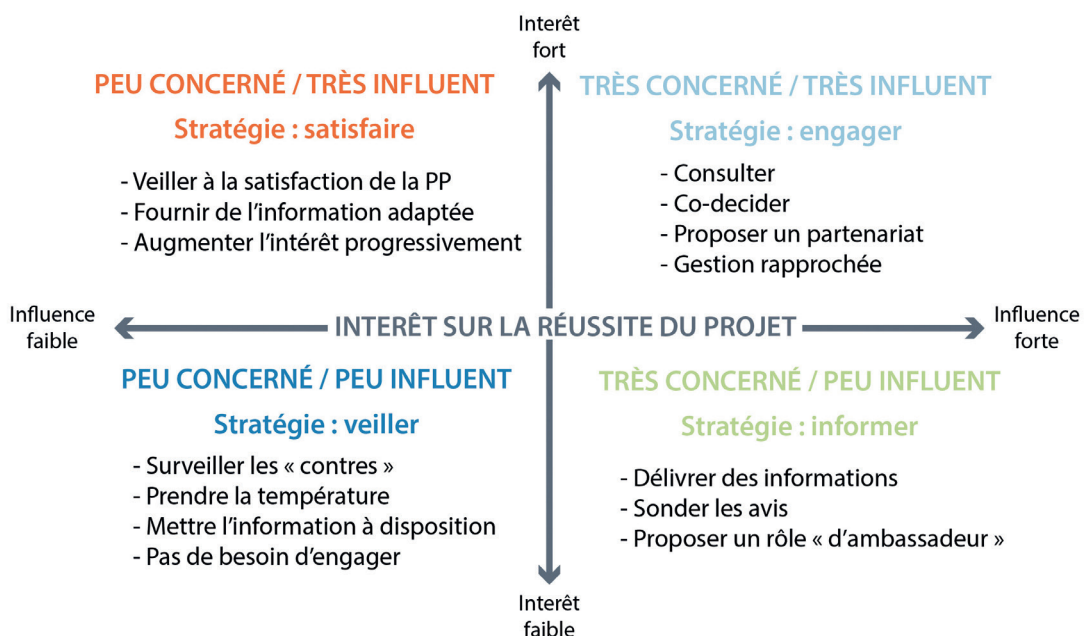 Interêt
fort
PEU CONCERNÉ / TRÈS INFLUENT
Stratégie : satisfaire
- Veiller à la satisfaction de la PP
- Fournir de l’information adaptée
- Augmenter l’intérêt progressivement
TRÈS CONCERNÉ / TRÈS INFLUENT
Stratégie : engager
- Consulter
- Co-decider
- Proposer un partenariat
- Gestion rapprochée
Influence
faible
INTERÊT SUR LA RÉUSSITE DU PROJET
Influence
forte
PEU CONCERNÉ / PEU INFLUENT
Stratégie : veiller
- Surveiller les « contres »
- Prendre la température
- Mettre l’information à disposition
- Pas de besoin d’engager
TRÈS CONCERNÉ / PEU INFLUENT
Stratégie : informer
- Délivrer des informations
- Sonder les avis
- Proposer un rôle « d’ambassadeur »
Interêt
faible